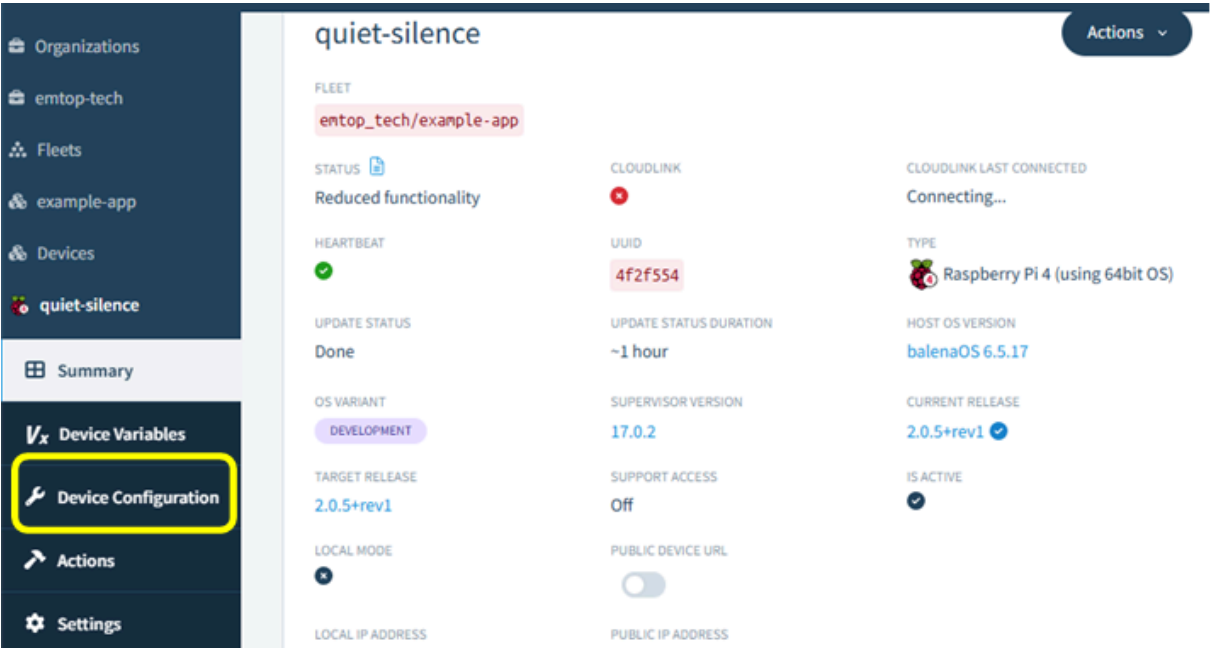 Organizations
emtop-tech
Fleets
example-app
Devices
quiet-silence
Summary
Vx Device Variables
Device Configuration
Actions
Settings
quiet-silence
Actions
FLEET
emtop_tech/example-app
STATUS
Reduced functionality
CLOUDLINK
CLOUDLINK LAST CONNECTED
Connecting...
HEARTBEAT
UUID
4f2f554
TYPE
4
Raspberry Pi 4 (using 64bit OS)
UPDATE STATUS
Done
UPDATE STATUS DURATION
~1 hour
HOST OS VERSION
balenaOS 6.5.17
OS VARIANT
DEVELOPMENT
SUPERVISOR VERSION
17.0.2
CURRENT RELEASE
2.0.5+rev1
TARGET RELEASE
2.0.5+rev1
SUPPORT ACCESS
Off
IS ACTIVE
LOCAL MODE
PUBLIC DEVICE URL
LOCAL IP ADDRESS
PUBLIC IP ADDRESS